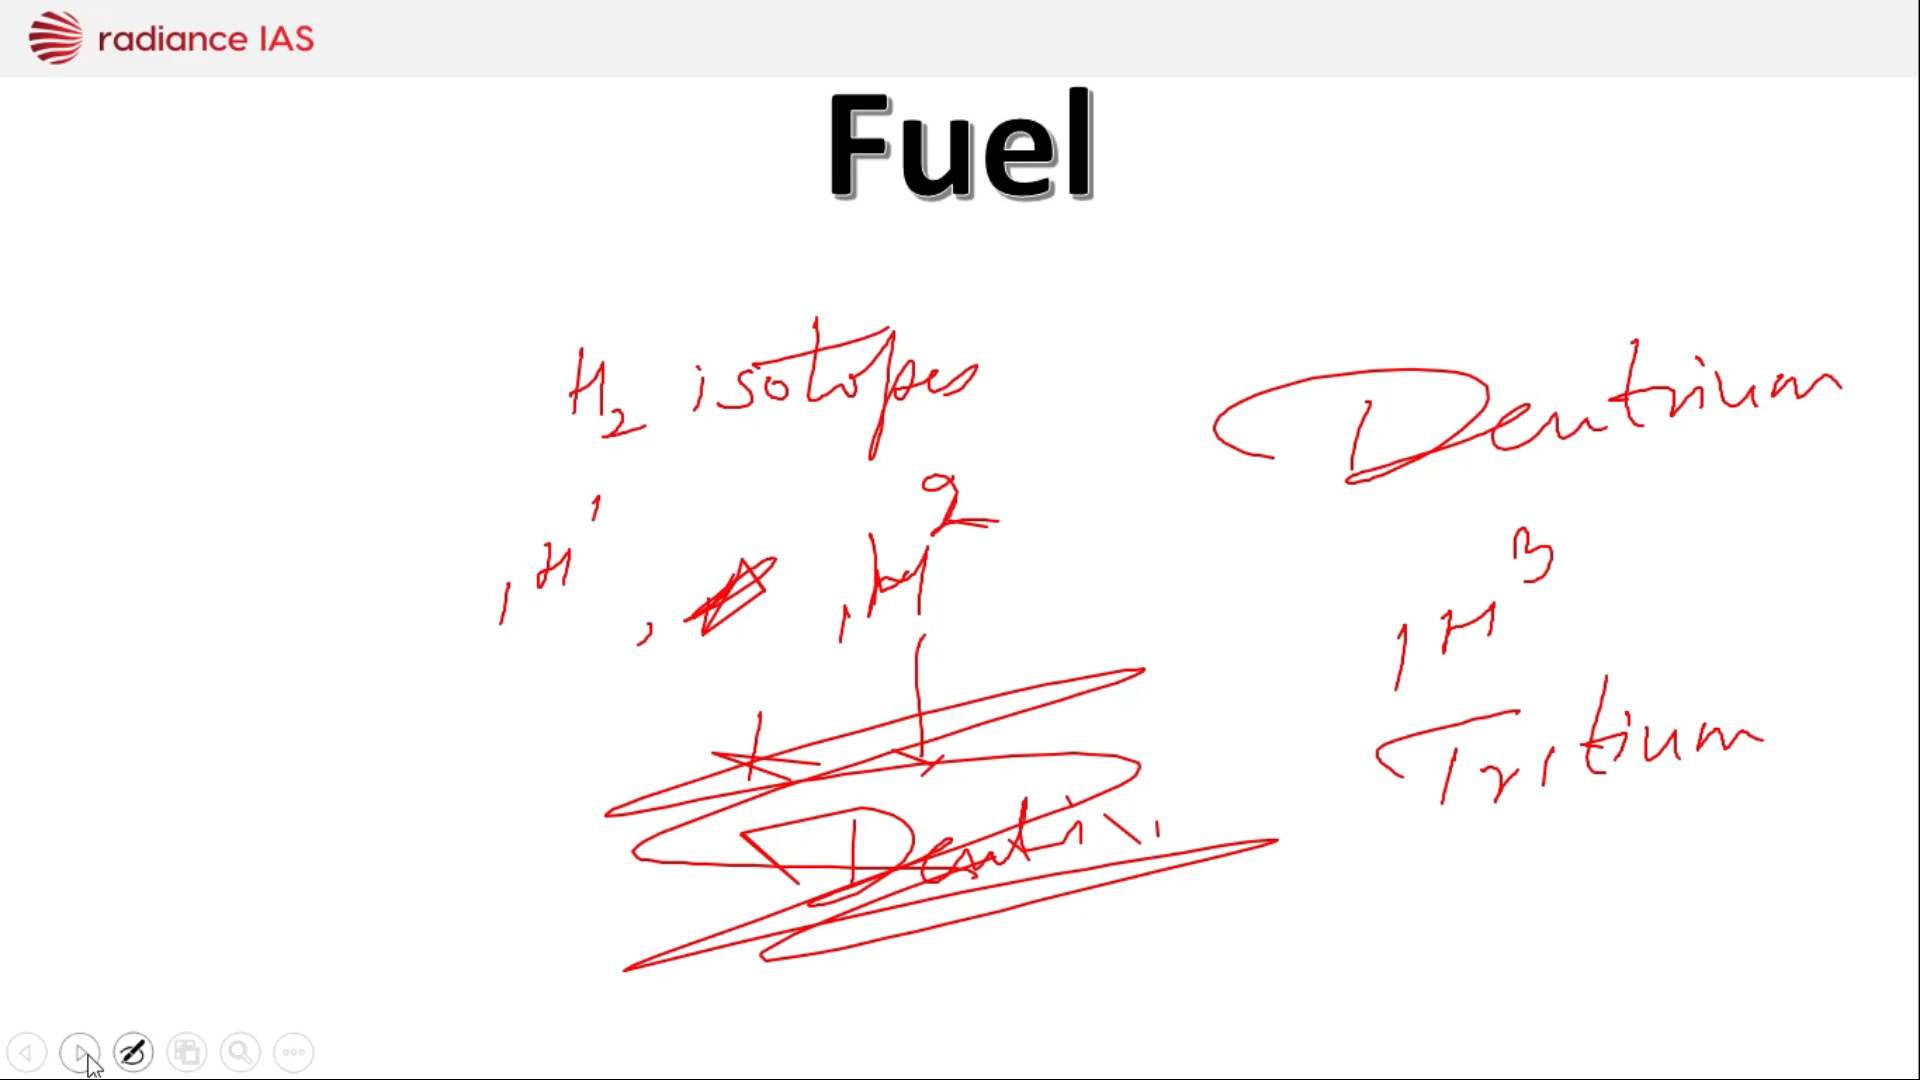 radiance IAS
Fuel
H₂ isotopes
Deutrium
₁H¹ , ₁H²
₁H³
Tritium